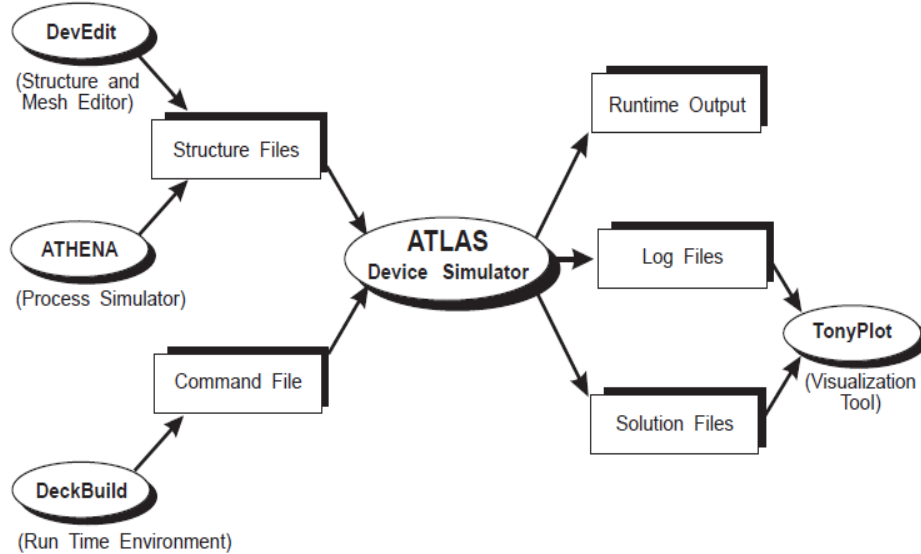 DevEdit
(Structure and
Mesh Editor)
Structure Files
ATHENA
(Process Simulator)
Command File
DeckBuild
(Run Time Environment)
ATLAS
Device Simulator
Runtime Output
Log Files
Solution Files
TonyPlot
(Visualization
Tool)